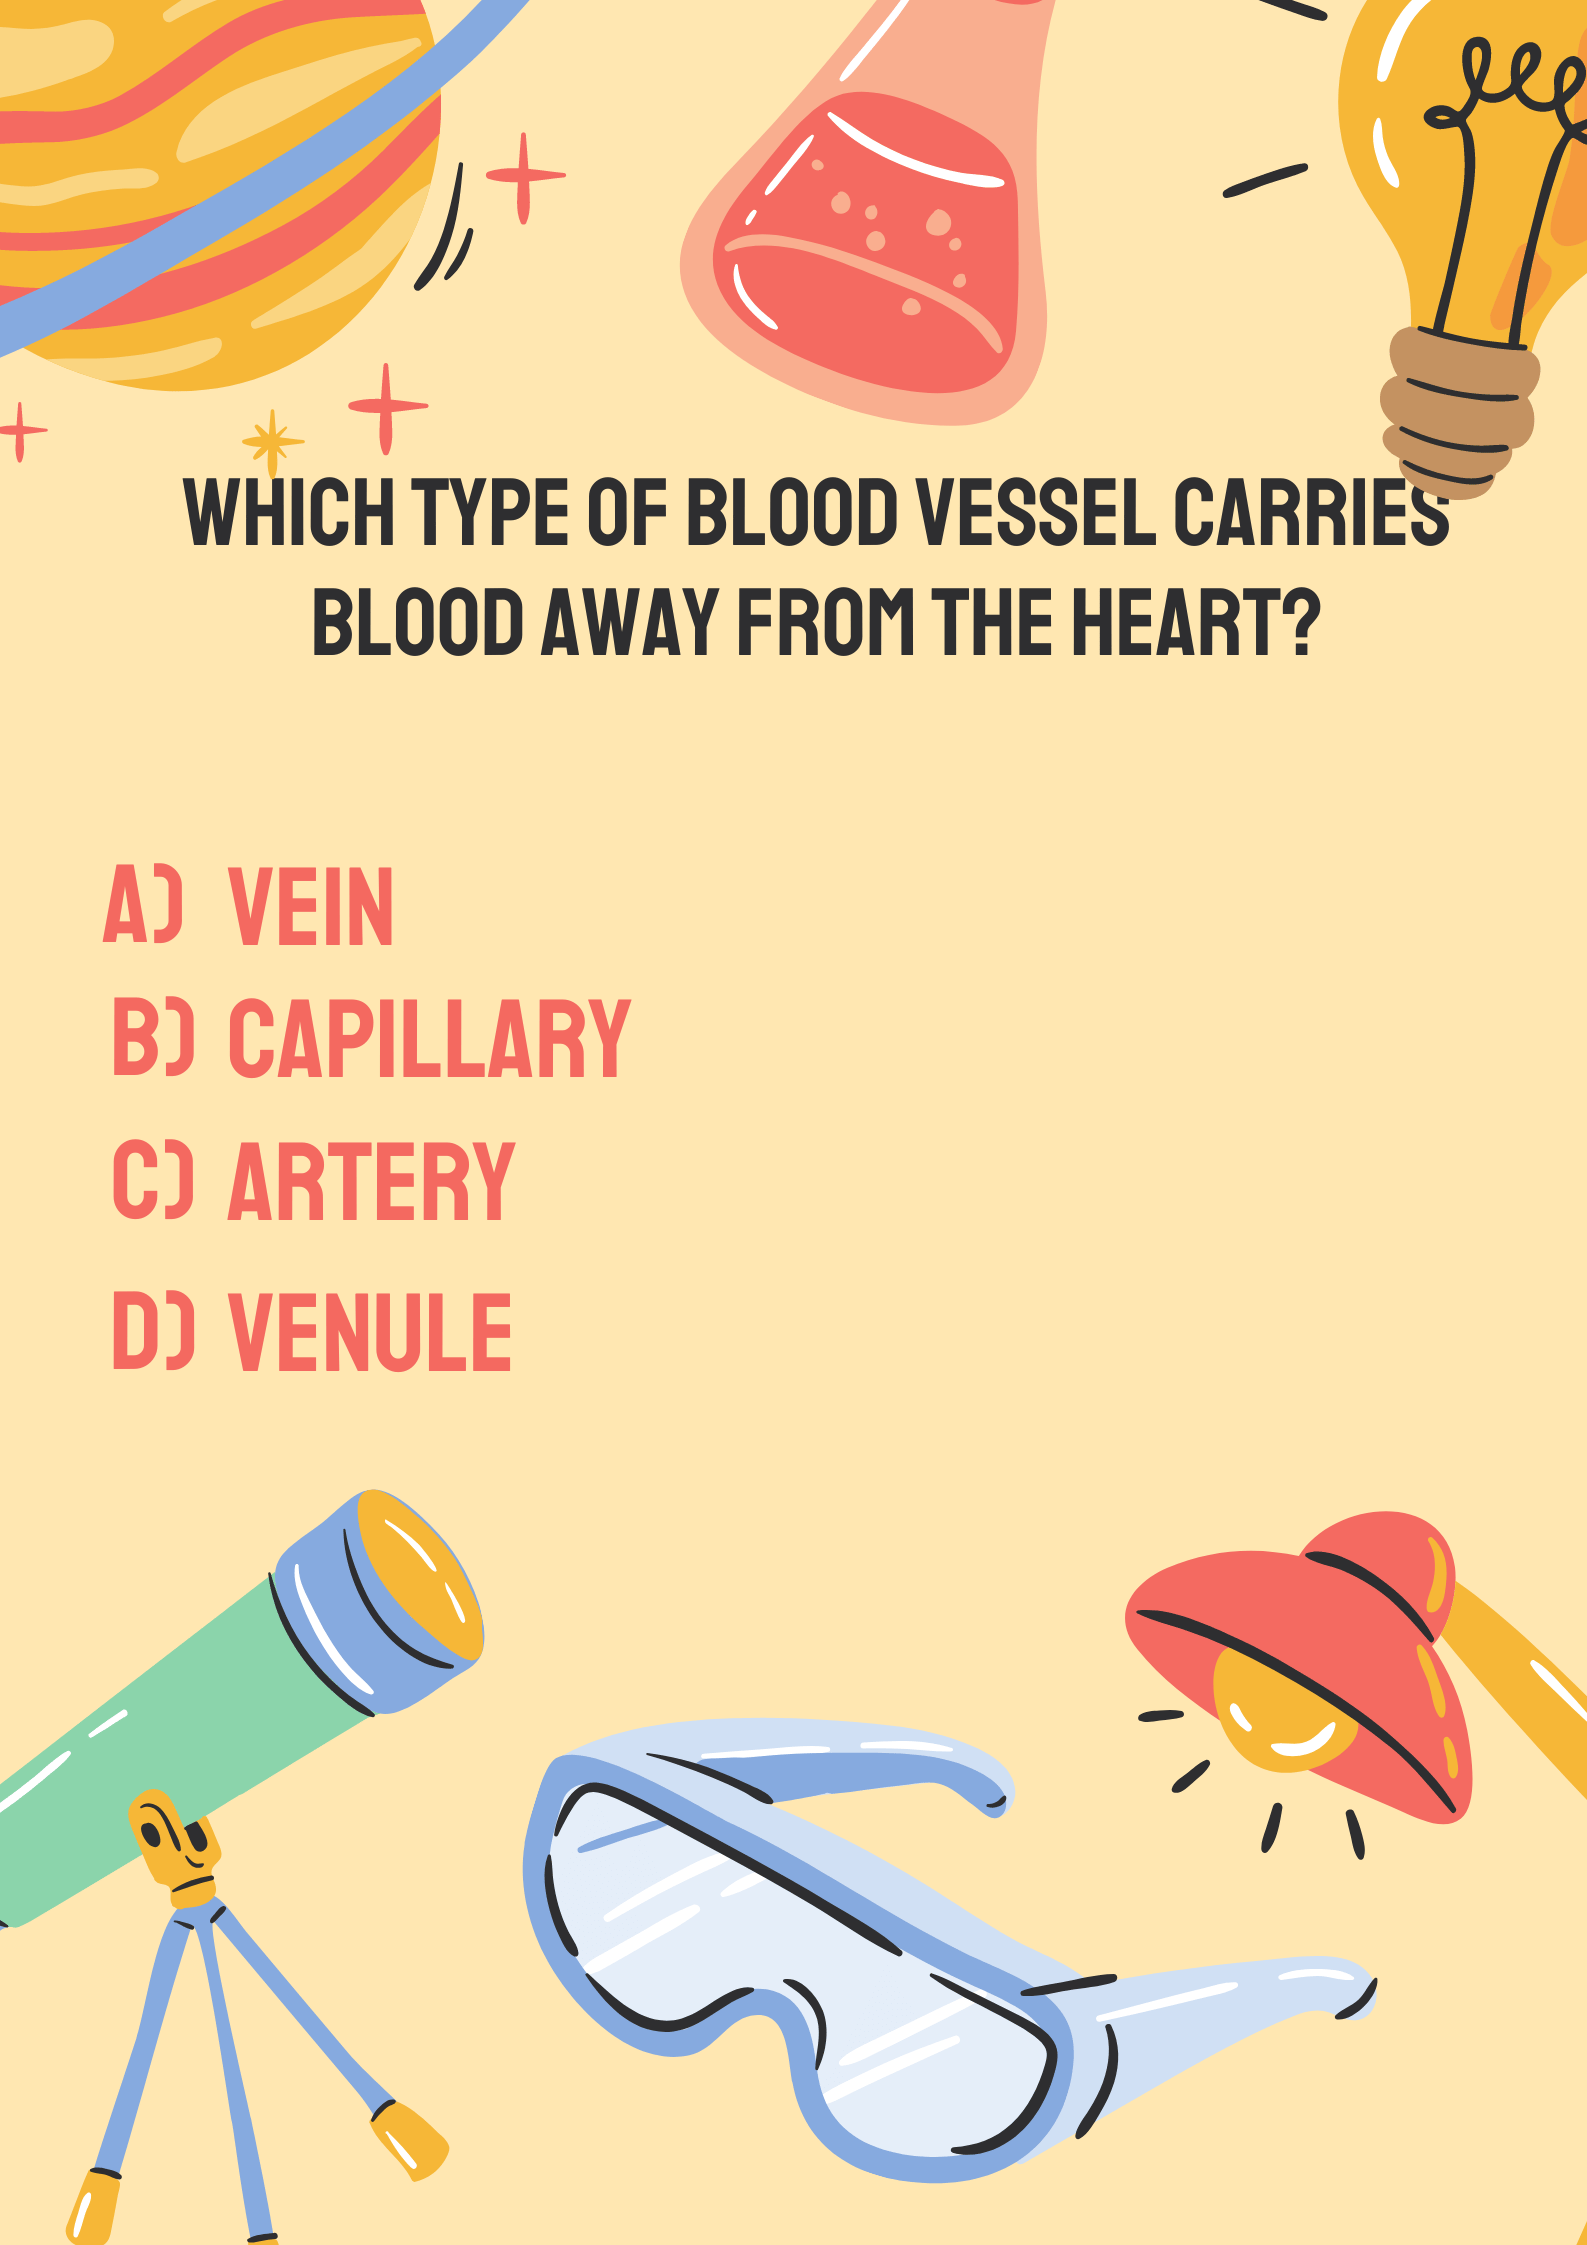 WHICH TYPE OF BLOOD VESSEL CARRIES
BLOOD AWAY FROM THE HEART?
A) VEIN
B) CAPILLARY
C) ARTERY
D) VENULE